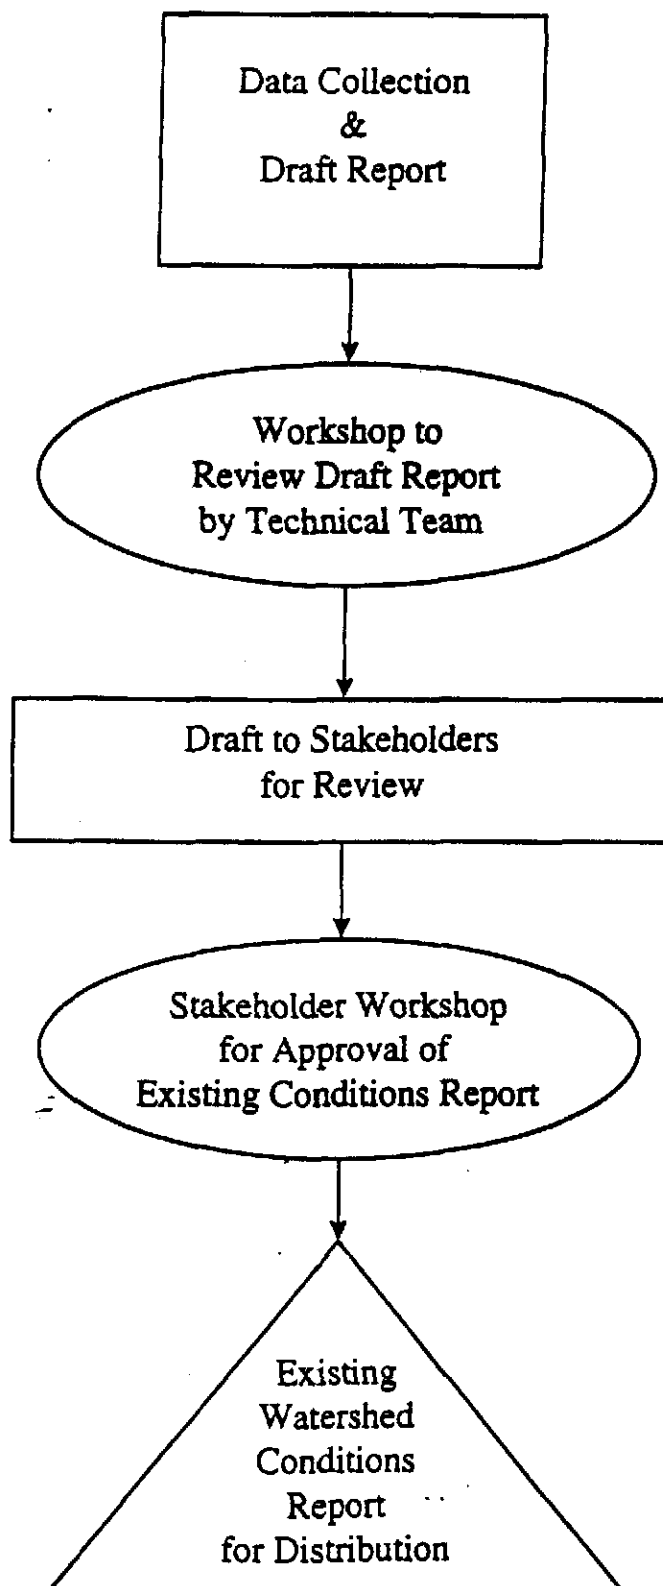 Data Collection
&
Draft Report
Workshop to
Review Draft Report
by Technical Team
Draft to Stakeholders
for Review
Stakeholder Workshop
for Approval of
Existing Conditions Report
Existing
Watershed
Conditions
Report
for Distribution